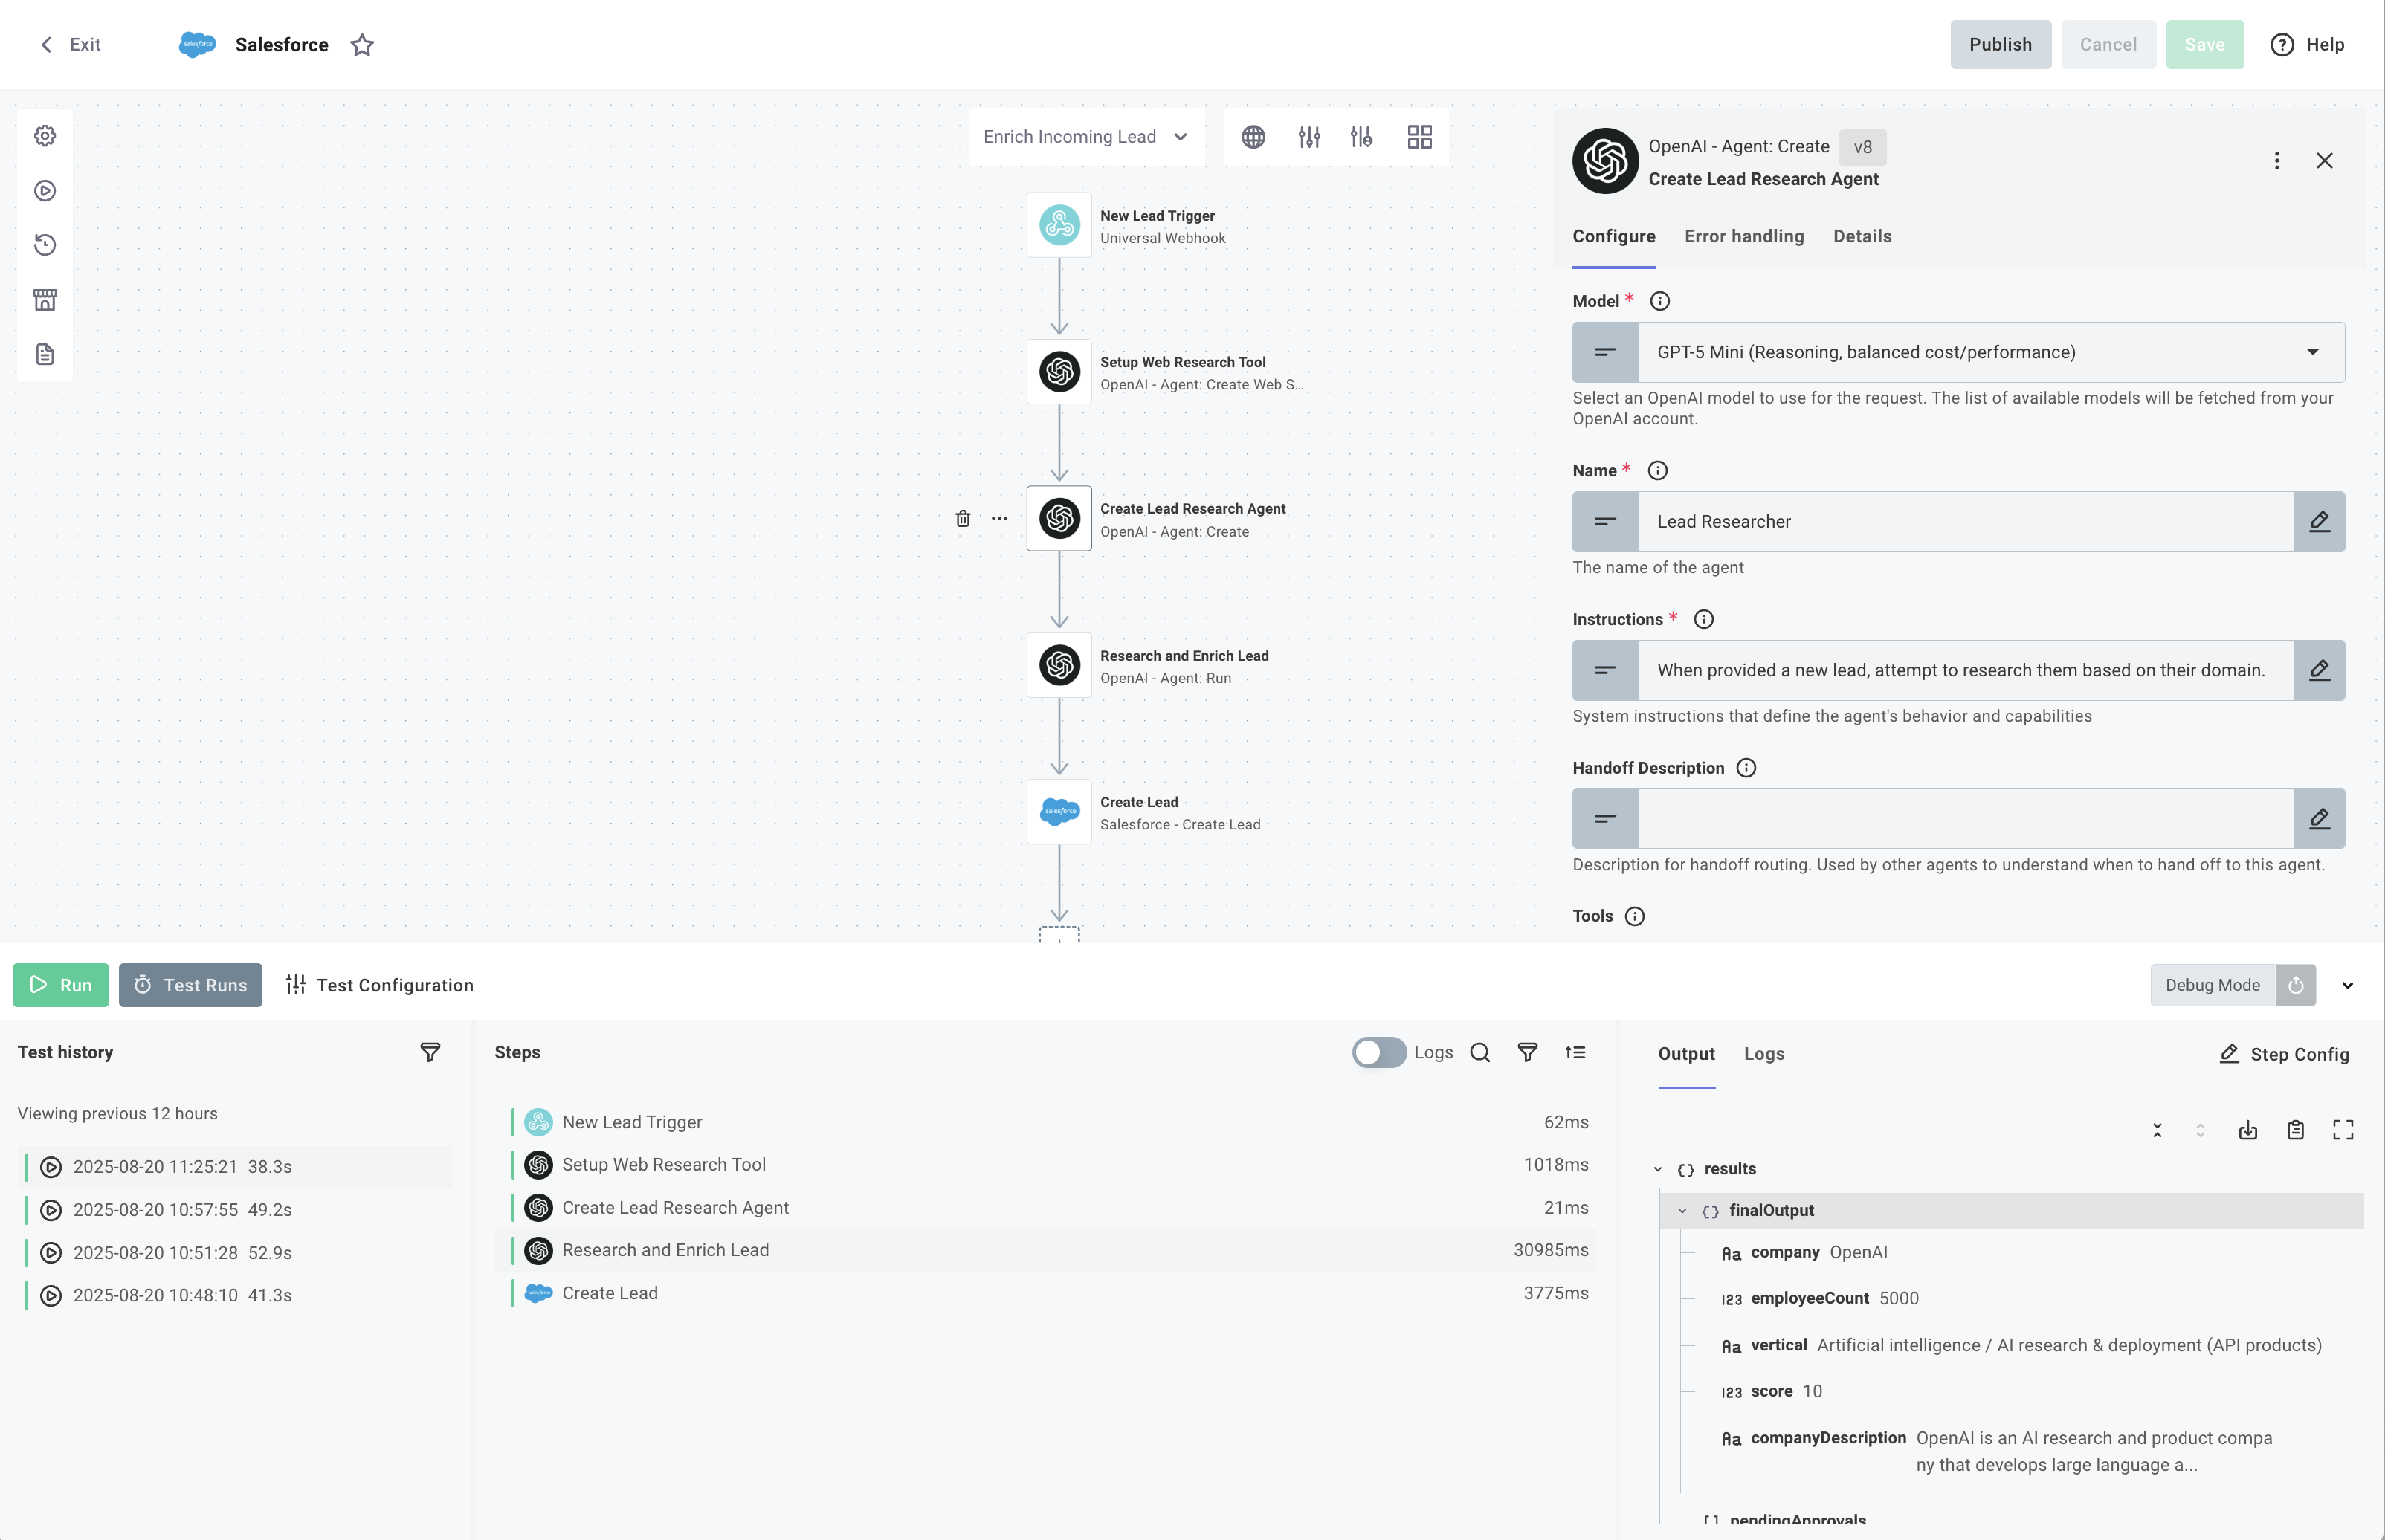 Exit
salesforce
Salesforce
Publish
Cancel
Save
? Help
Enrich Incoming Lead
New Lead Trigger
Universal Webhook
Setup Web Research Tool
OpenAI - Agent: Create Web S...
Create Lead Research Agent
OpenAI - Agent: Create
Research and Enrich Lead
OpenAI - Agent: Run
salesforce
Create Lead
Salesforce - Create Lead
OpenAI - Agent: Create v8
Create Lead Research Agent
Configure Error handling Details
Model *
GPT-5 Mini (Reasoning, balanced cost/performance)
Select an OpenAI model to use for the request. The list of available models will be fetched from your
OpenAI account.
Name *
Lead Researcher
The name of the agent
Instructions *
When provided a new lead, attempt to research them based on their domain.
System instructions that define the agent's behavior and capabilities
Handoff Description
Description for handoff routing. Used by other agents to understand when to hand off to this agent.
Tools
Run
Test Runs
Test Configuration
Debug Mode
Test history
Viewing previous 12 hours
2025-08-20 11:25:21 38.3s
2025-08-20 10:57:55 49.2s
2025-08-20 10:51:28 52.9s
2025-08-20 10:48:10 41.3s
Steps
Logs
New Lead Trigger 62ms
Setup Web Research Tool 1018ms
Create Lead Research Agent 21ms
Research and Enrich Lead 30985ms
Create Lead 3775ms
Output Logs
Step Config
{} results
{} finalOutput
Aa company OpenAI
123 employeeCount 5000
Aa vertical Artificial intelligence / AI research & deployment (API products)
123 score 10
Aa companyDescription OpenAI is an AI research and product compa
ny that develops large language a...
[] pendingApprovals